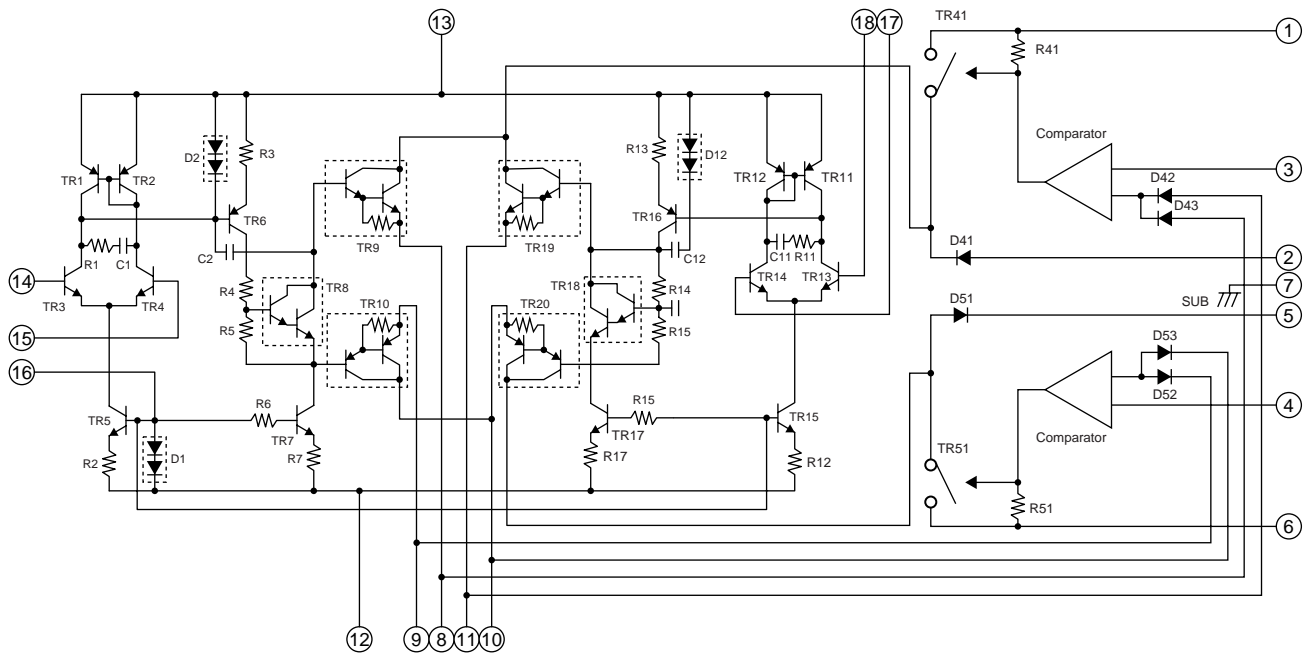 13
18 17
TR41
1
R41
Comparator
3
D42
D43
D2
R3
R13
D12
TR1
TR2
TR12
TR11
TR6
TR9
TR19
TR16
R1
C1
C2
C12
C11
R11
D41
2
14
TR3
TR4
R4
TR8
TR10
TR20
TR18
R14
TR14
TR13
SUB
7
15
R5
R15
D51
5
16
D53
D52
4
Comparator
TR5
R6
TR7
R15
TR17
TR15
R2
D1
R7
R17
R12
TR51
R51
6
12
9 8 11 10